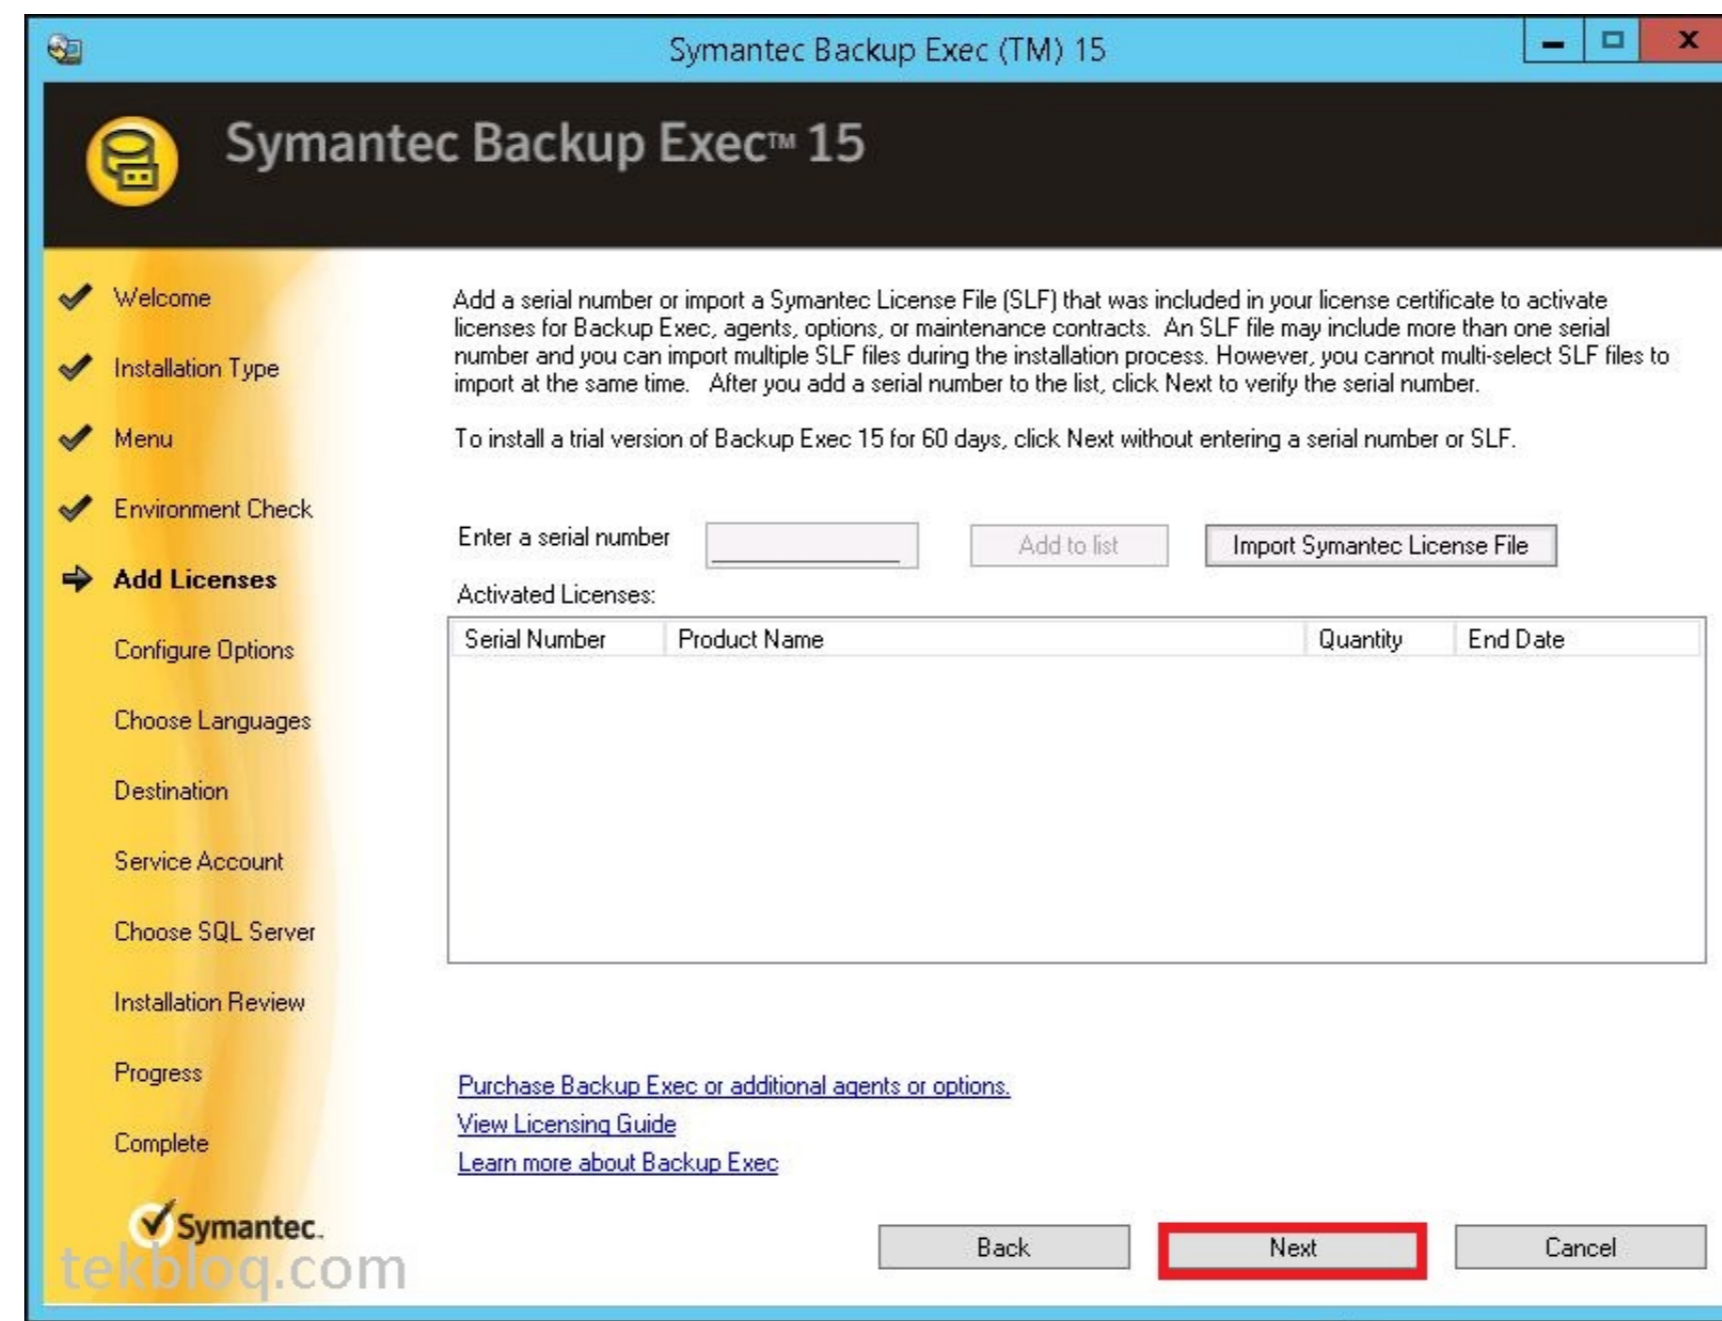 Symantec Backup Exec (TM) 15
X
Symantec Backup Exec™ 15
Welcome
Installation Type
Menu
Environment Check
Add Licenses
Configure Options
Choose Languages
Destination
Service Account
Choose SQL Server
Installation Review
Progress
Complete
Symantec.
tekbloq.com
Add a serial number or import a Symantec License File (SLF) that was included in your license certificate to activate
licenses for Backup Exec, agents, options, or maintenance contracts. An SLF file may include more than one serial
number and you can import multiple SLF files during the installation process. However, you cannot multi-select SLF files to
import at the same time. After you add a serial number to the list, click Next to verify the serial number.
To install a trial version of Backup Exec 15 for 60 days, click Next without entering a serial number or SLF.
Enter a serial number
Add to list
Import Symantec License File
Activated Licenses:
Serial Number Product Name Quantity End Date
Purchase Backup Exec or additional agents or options.
View Licensing Guide
Learn more about Backup Exec
Back Next Cancel